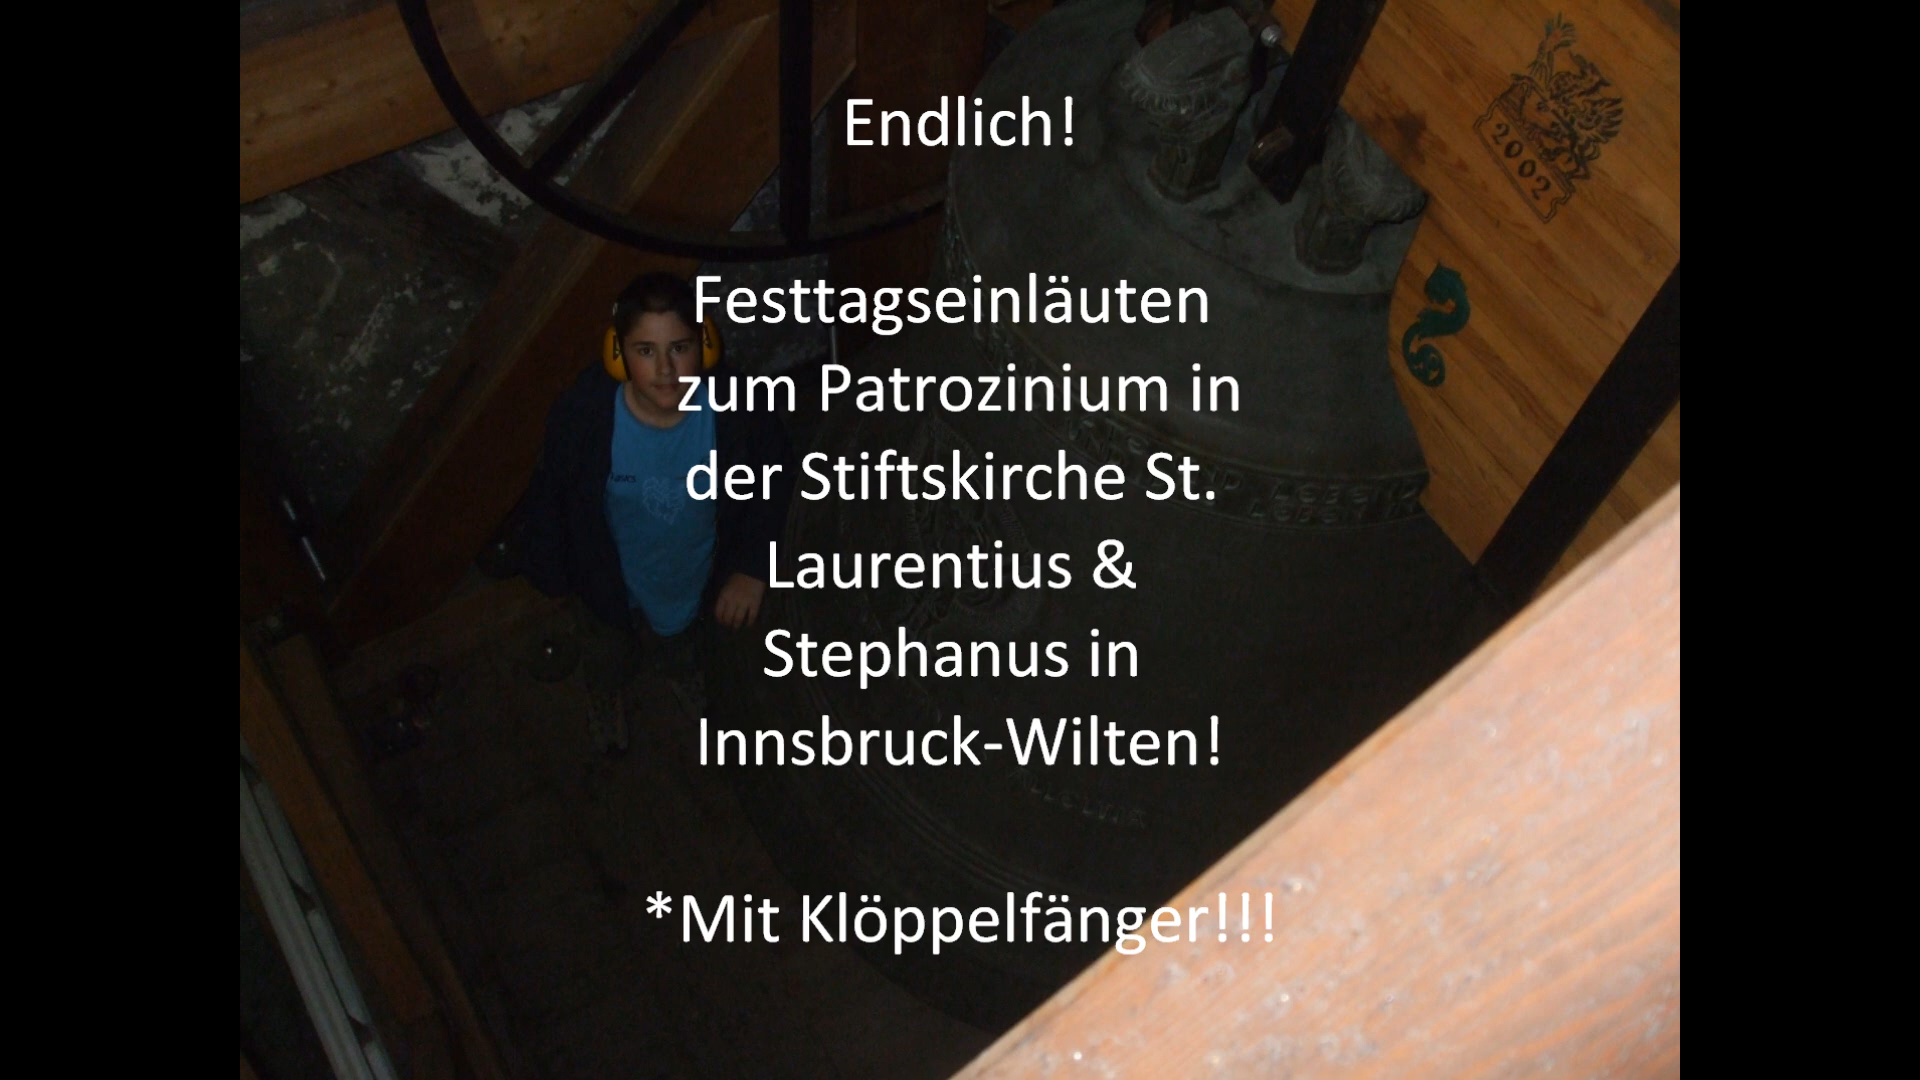 Endlich!
2002
Festtagseinläuten
zum Patrozinium in
der Stiftskirche St.
Laurentius &
Stephanus in
Innsbruck-Wilten!
*Mit Klöppelfänger!!!